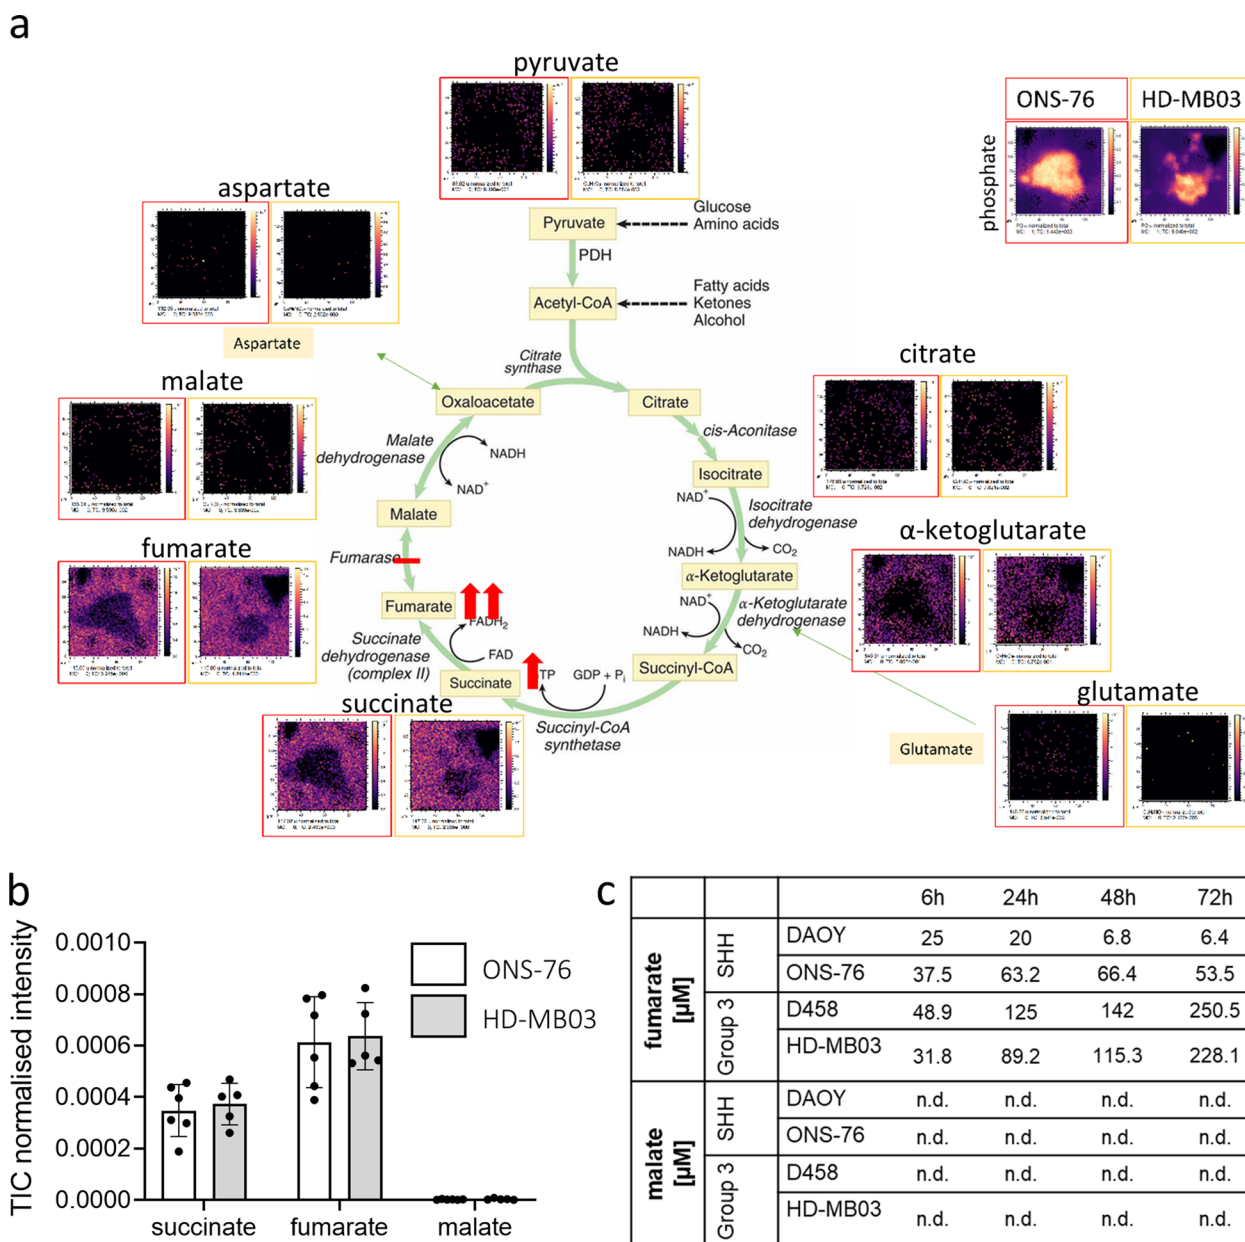 a
pyruvate
ONS-76
HD-MB03
phosphate
aspartate
Glucose
Amino acids
Pyruvate
PDH
Fatty acids
Ketones
Alcohol
Acetyl-CoA
Aspartate
Citrate
synthase
citrate
malate
Oxaloacetate
Citrate
cis-Aconitase
Malate
dehydrogenase
NADH
NAD+
Isocitrate
NAD+
Isocitrate
dehydrogenase
NADH
CO2
Malate
α-ketoglutarate
fumarate
Fumarase
α-Ketoglutarate
Fumarate
FADH2
NAD+
α-Ketoglutarate
dehydrogenase
NADH
CO2
Succinate
dehydrogenase
(complex II)
FAD
Succinyl-CoA
Succinate
TP
GDP + Pi
succinate
Succinyl-CoA
synthetase
glutamate
Glutamate
b
TIC normalised intensity
0.0010
0.0008
0.0006
0.0004
0.0002
0.0000
succinate
fumarate
malate
ONS-76
HD-MB03
c
6h 24h 48h 72h
fumarate
[µM]
SHH
DAOY 25 20 6.8 6.4
ONS-76 37.5 63.2 66.4 53.5
Group 3
D458 48.9 125 142 250.5
HD-MB03 31.8 89.2 115.3 228.1
malate
[µM]
SHH
DAOY n.d. n.d. n.d. n.d.
ONS-76 n.d. n.d. n.d. n.d.
Group 3
D458 n.d. n.d. n.d. n.d.
HD-MB03 n.d. n.d. n.d. n.d.